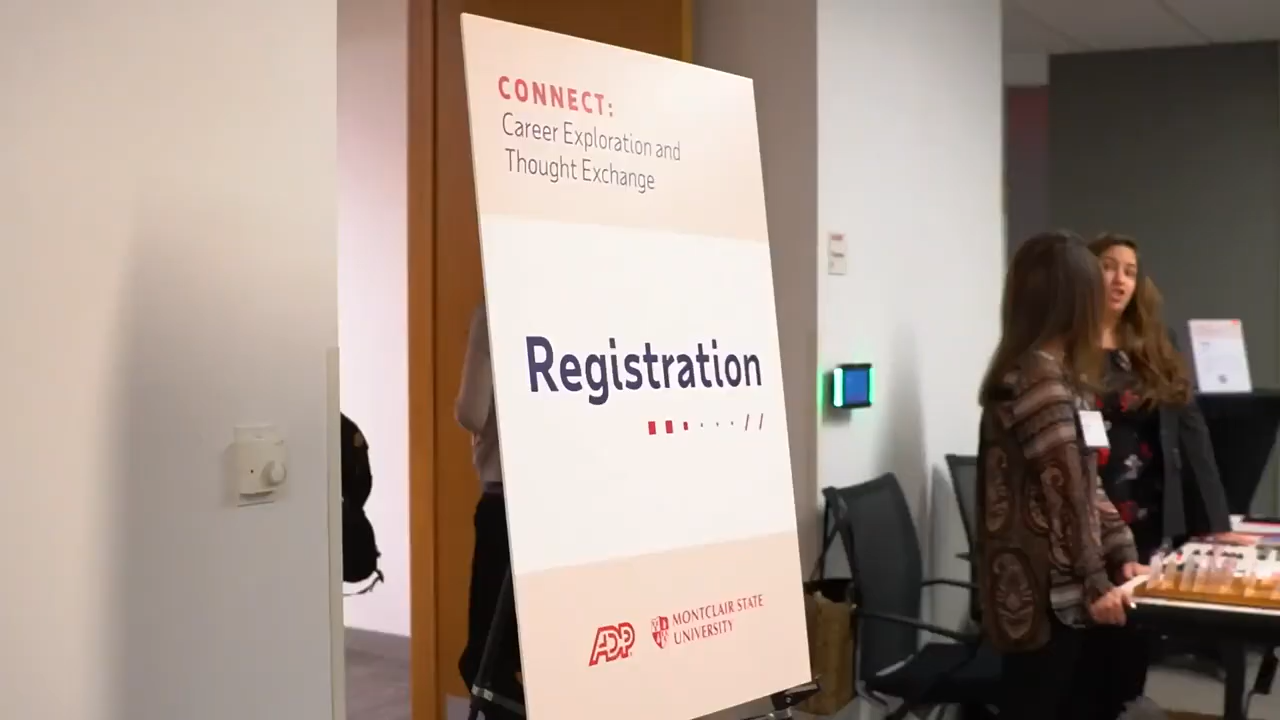 CONNECT:
Career Exploration and
Thought Exchange
Registration
ADP
MONTCLAIR STATE
UNIVERSITY